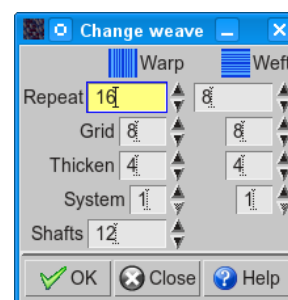 Change weave
Warp Weft
Repeat 16 8
Grid 8 8
Thicken 4 4
System 1 1
Shafts 12
OK Close Help